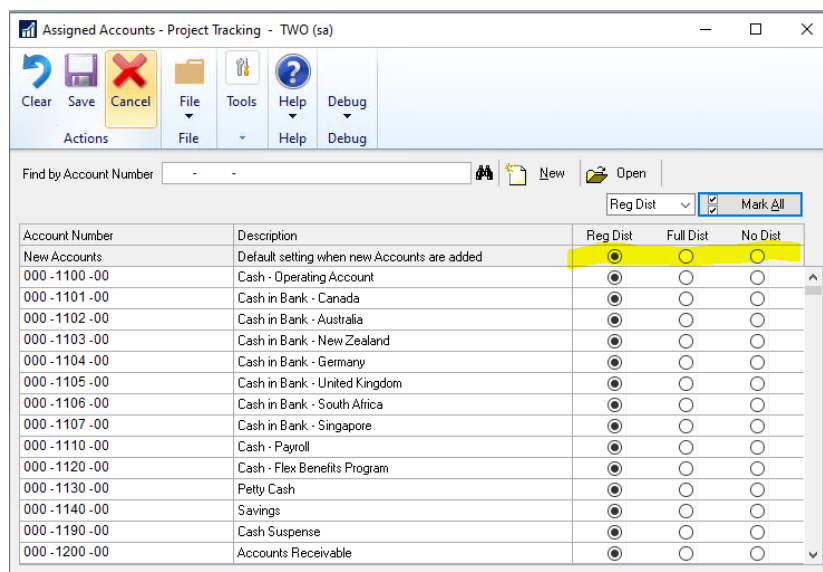 Assigned Accounts - Project Tracking - TWO (sa)
Clear Save Cancel File Tools Help Debug
Actions File Help Debug
Find by Account Number - - New Open
Reg Dist Mark All
Account Number Description Reg Dist Full Dist No Dist
New Accounts Default setting when new Accounts are added
000 -1100 -00 Cash - Operating Account
000 -1101 -00 Cash in Bank - Canada
000 -1102 -00 Cash in Bank - Australia
000 -1103 -00 Cash in Bank - New Zealand
000 -1104 -00 Cash in Bank - Germany
000 -1105 -00 Cash in Bank - United Kingdom
000 -1106 -00 Cash in Bank - South Africa
000 -1107 -00 Cash in Bank - Singapore
000 -1110 -00 Cash - Payroll
000 -1120 -00 Cash - Flex Benefits Program
000 -1130 -00 Petty Cash
000 -1140 -00 Savings
000 -1190 -00 Cash Suspense
000 -1200 -00 Accounts Receivable